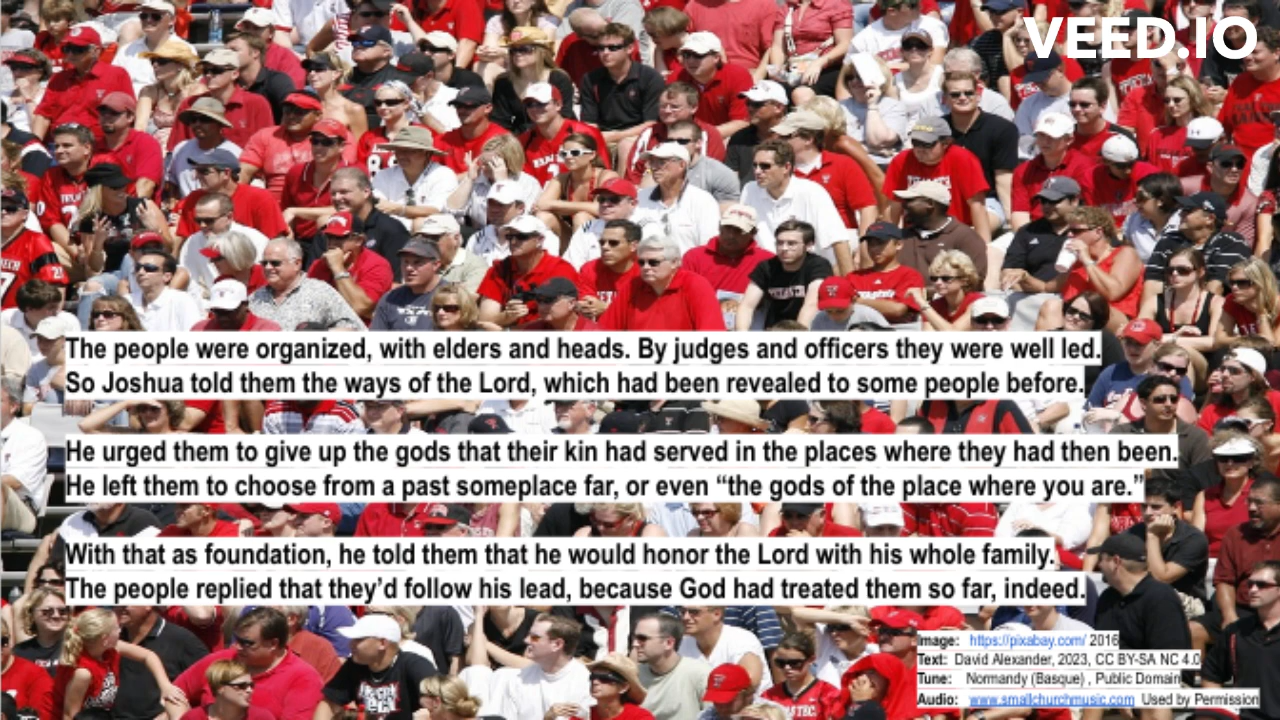 VEED.IO
The people were organized, with elders and heads. By judges and officers they were well led.
So Joshua told them the ways of the Lord, which had been revealed to some people before.
He urged them to give up the gods that their kin had served in the places where they had then been.
He left them to choose from a past someplace far, or even “the gods of the place where you are.”
With that as foundation, he told them that he would honor the Lord with his whole family.
The people replied that they’d follow his lead, because God had treated them so far, indeed.
Image: https://pixabay.com/ 2016
Text: David Alexander, 2023, CC BY-SA NC 4.0
Tune: Normandy (Basque) , Public Domain
Audio: www.smallchurchmusic.com Used by Permission